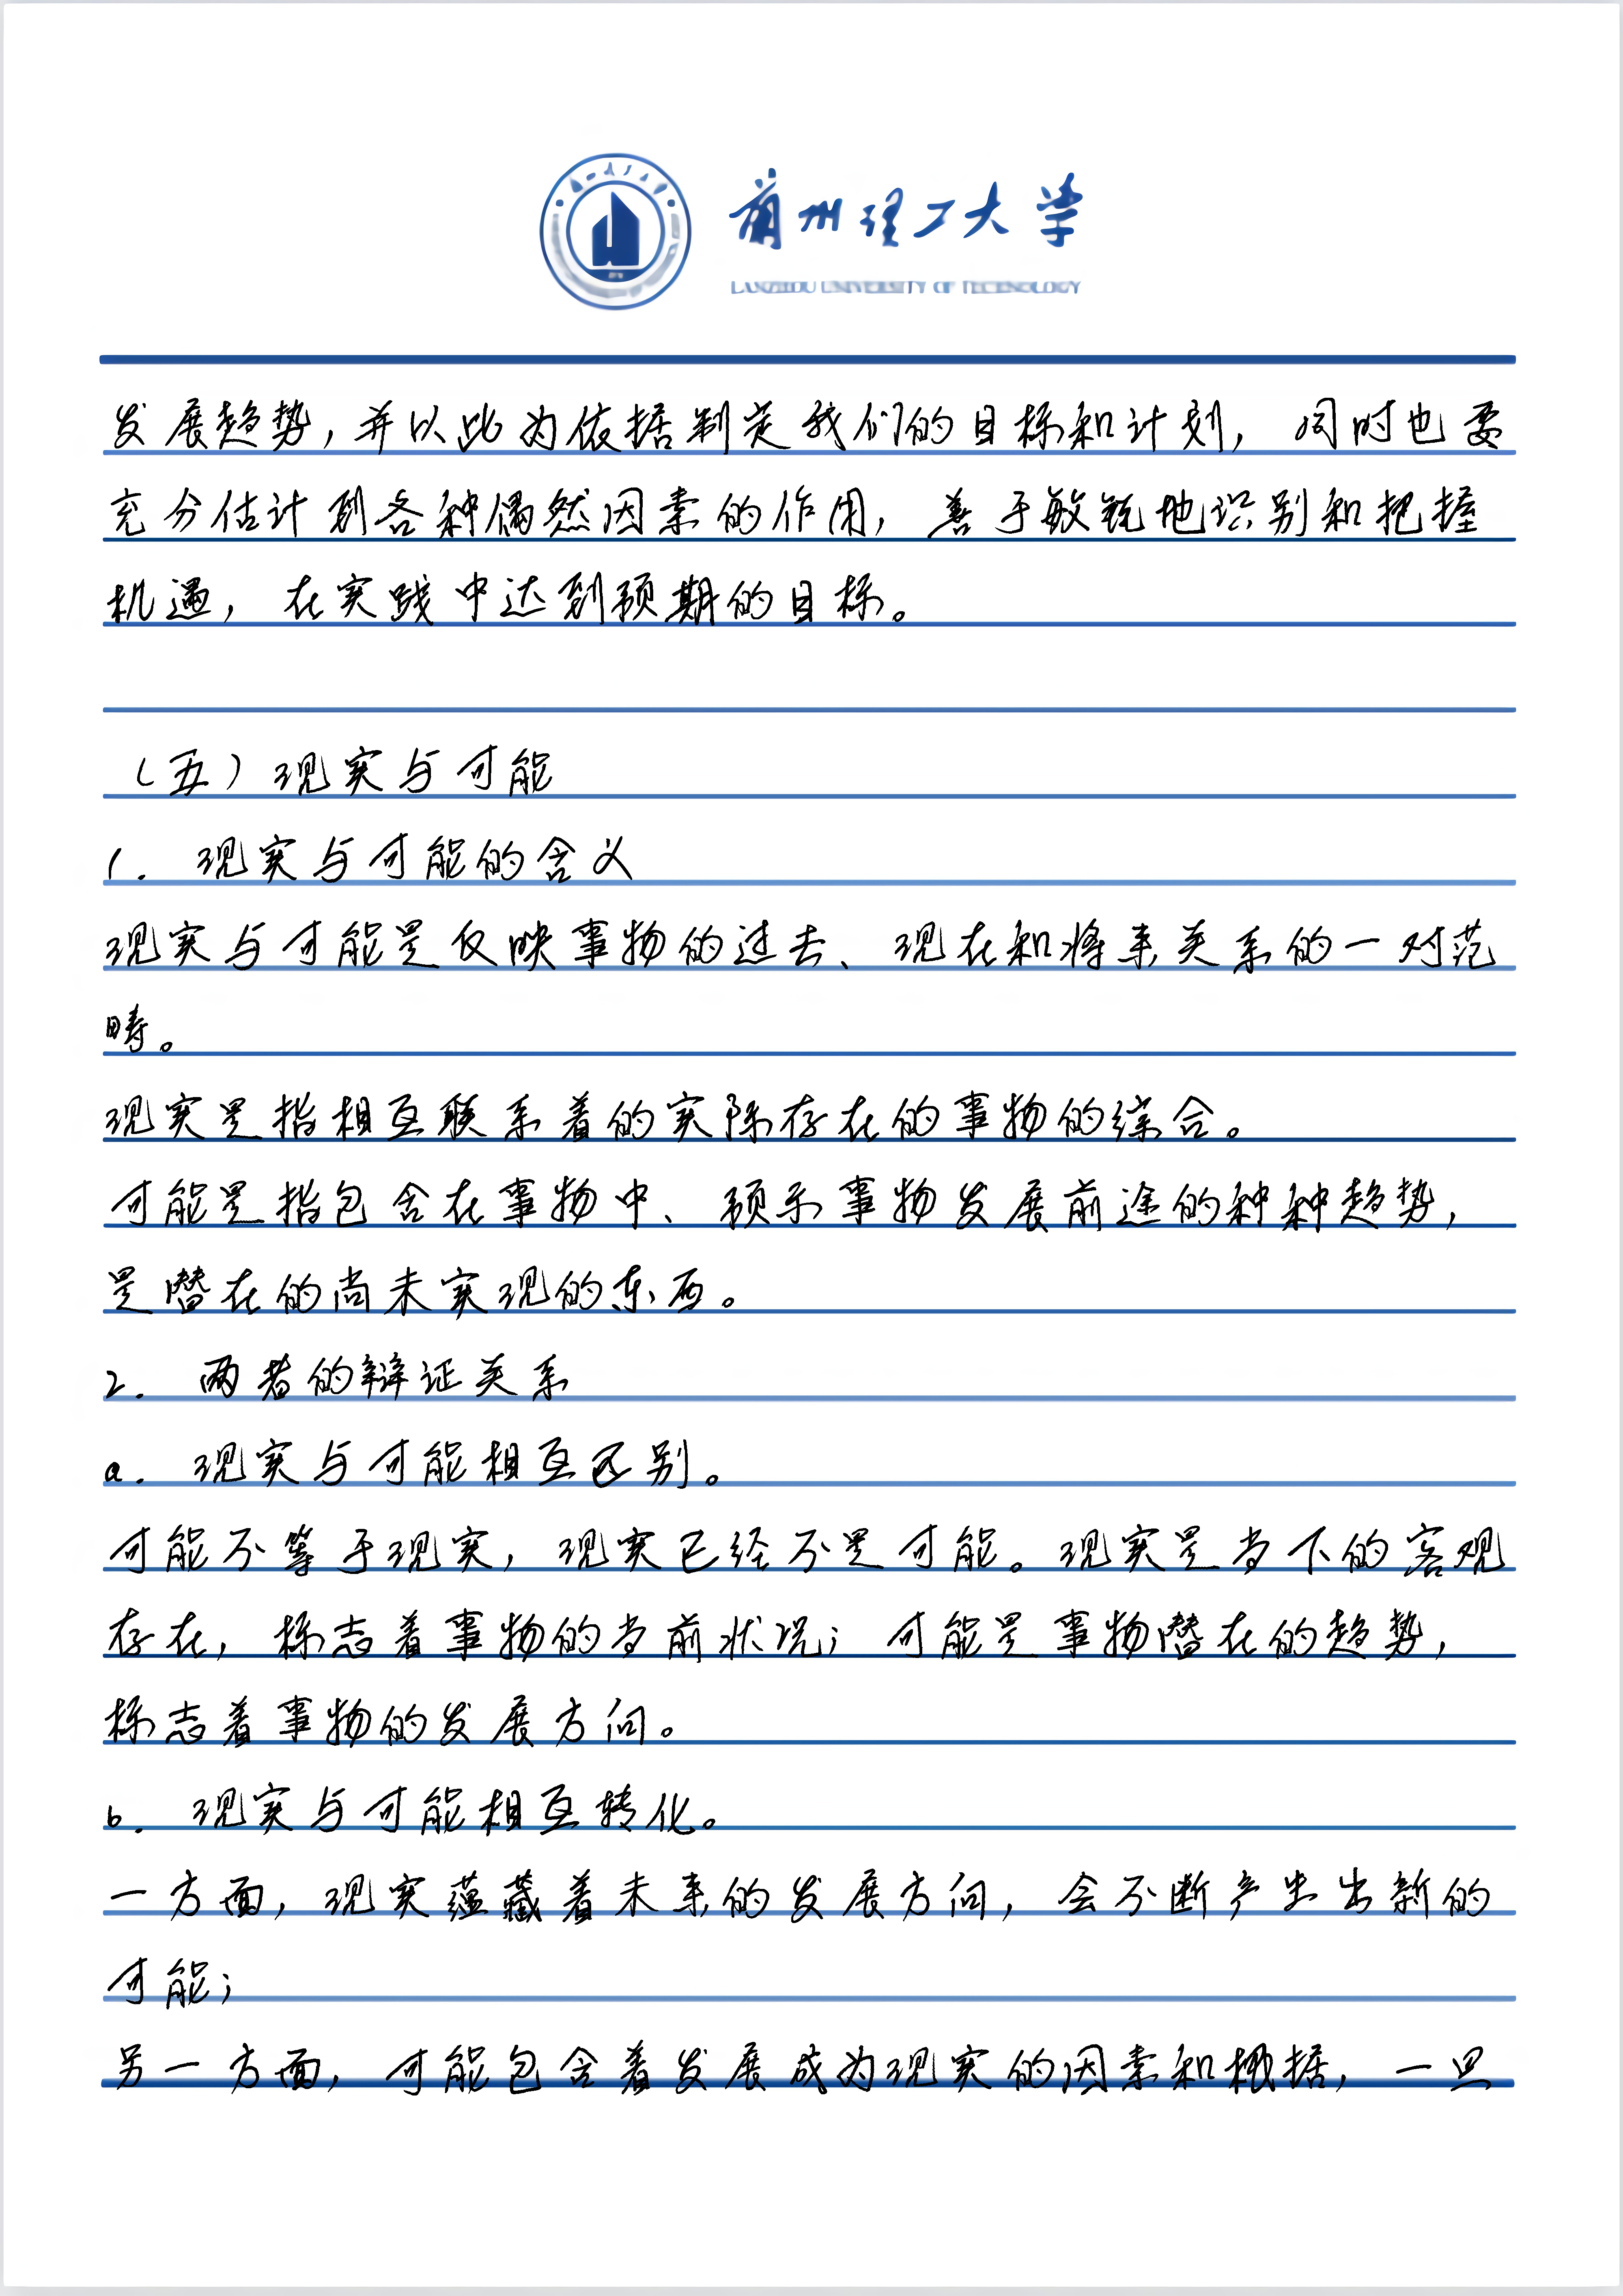 兰州理工大学
LANZHOU UNIVERSITY OF TECHNOLOGY
发展趋势,并以此为依据制定我们的目标和计划,同时也要
充分估计到各种偶然因素的作用,善于敏锐地识别和把握
机遇,在实践中达到预期的目标。
(五)现实与可能
1. 现实与可能的含义
现实与可能是反映事物的过去、现在和将来关系的一对范
畴。
现实是指相互联系着的实际存在的事物的综合。
可能是指包含在事物中、预示事物发展前途的种种趋势,
是潜在的尚未实现的东西。
2. 两者的辩证关系
a. 现实与可能相互区别。
可能不等于现实,现实已经不是可能。现实是当下的客观
存在,标志着事物的当前状况;可能是事物潜在的趋势,
标志着事物的发展方向。
b. 现实与可能相互转化。
一方面,现实蕴藏着未来的发展方向,会不断产生出新的
可能;
另一方面,可能包含着发展成为现实的因素和根据,一旦